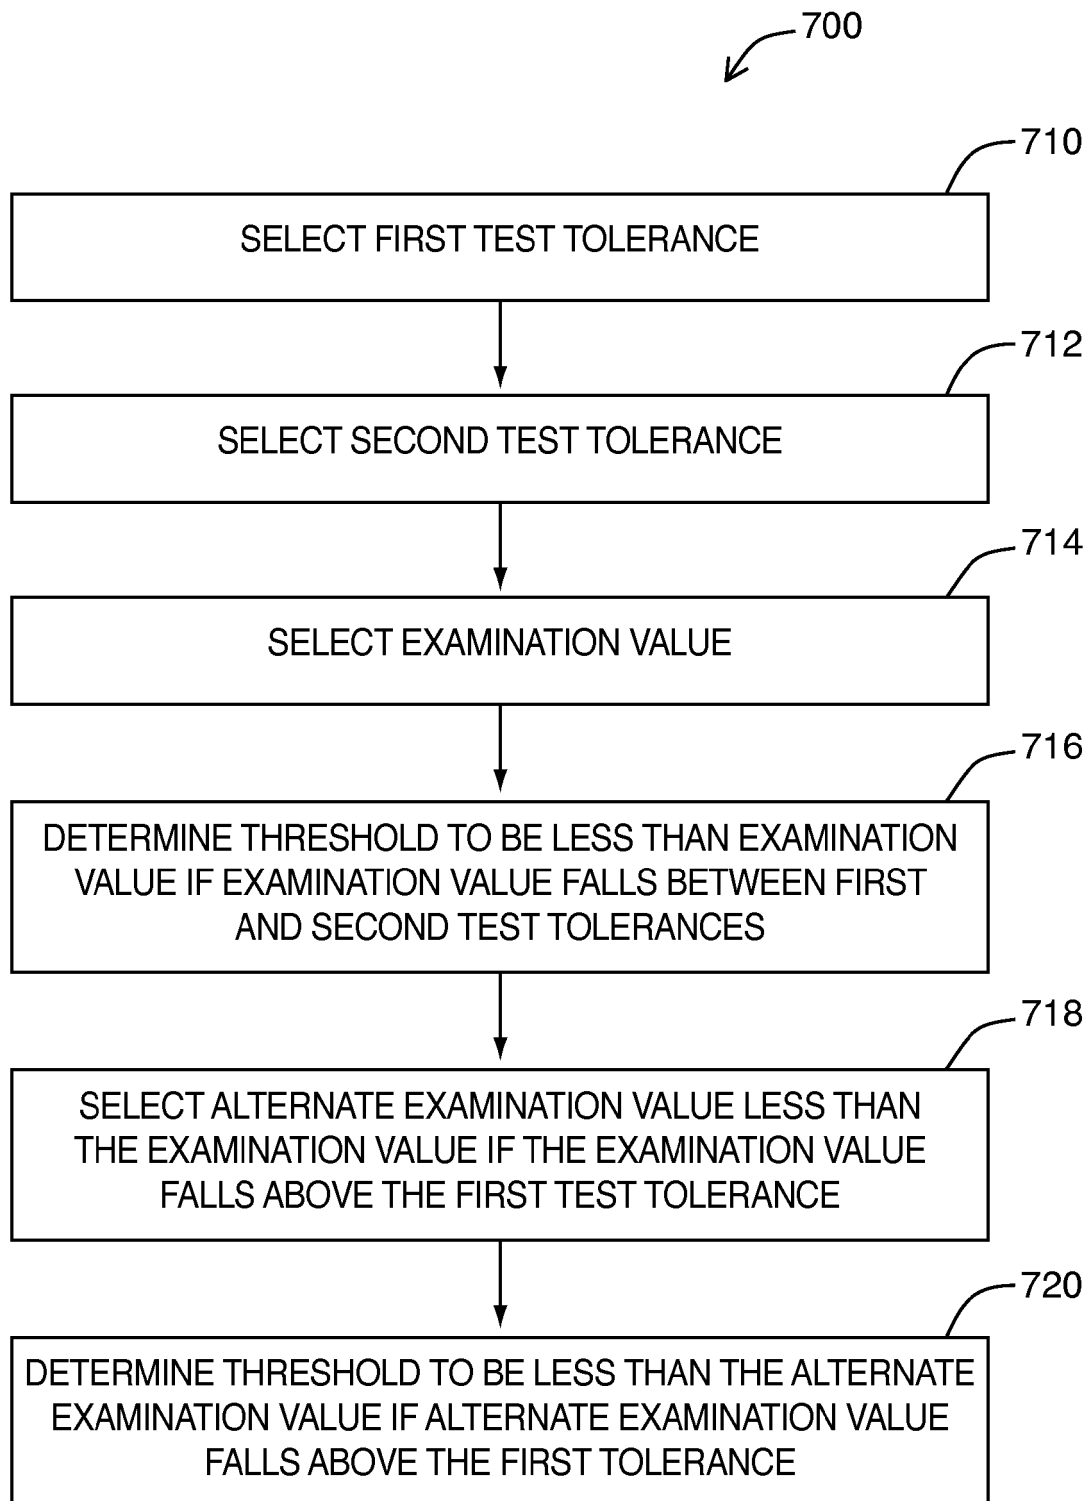 700
710
SELECT FIRST TEST TOLERANCE
712
SELECT SECOND TEST TOLERANCE
714
SELECT EXAMINATION VALUE
716
DETERMINE THRESHOLD TO BE LESS THAN EXAMINATION
VALUE IF EXAMINATION VALUE FALLS BETWEEN FIRST
AND SECOND TEST TOLERANCES
718
SELECT ALTERNATE EXAMINATION VALUE LESS THAN
THE EXAMINATION VALUE IF THE EXAMINATION VALUE
FALLS ABOVE THE FIRST TEST TOLERANCE
720
DETERMINE THRESHOLD TO BE LESS THAN THE ALTERNATE
EXAMINATION VALUE IF ALTERNATE EXAMINATION VALUE
FALLS ABOVE THE FIRST TOLERANCE